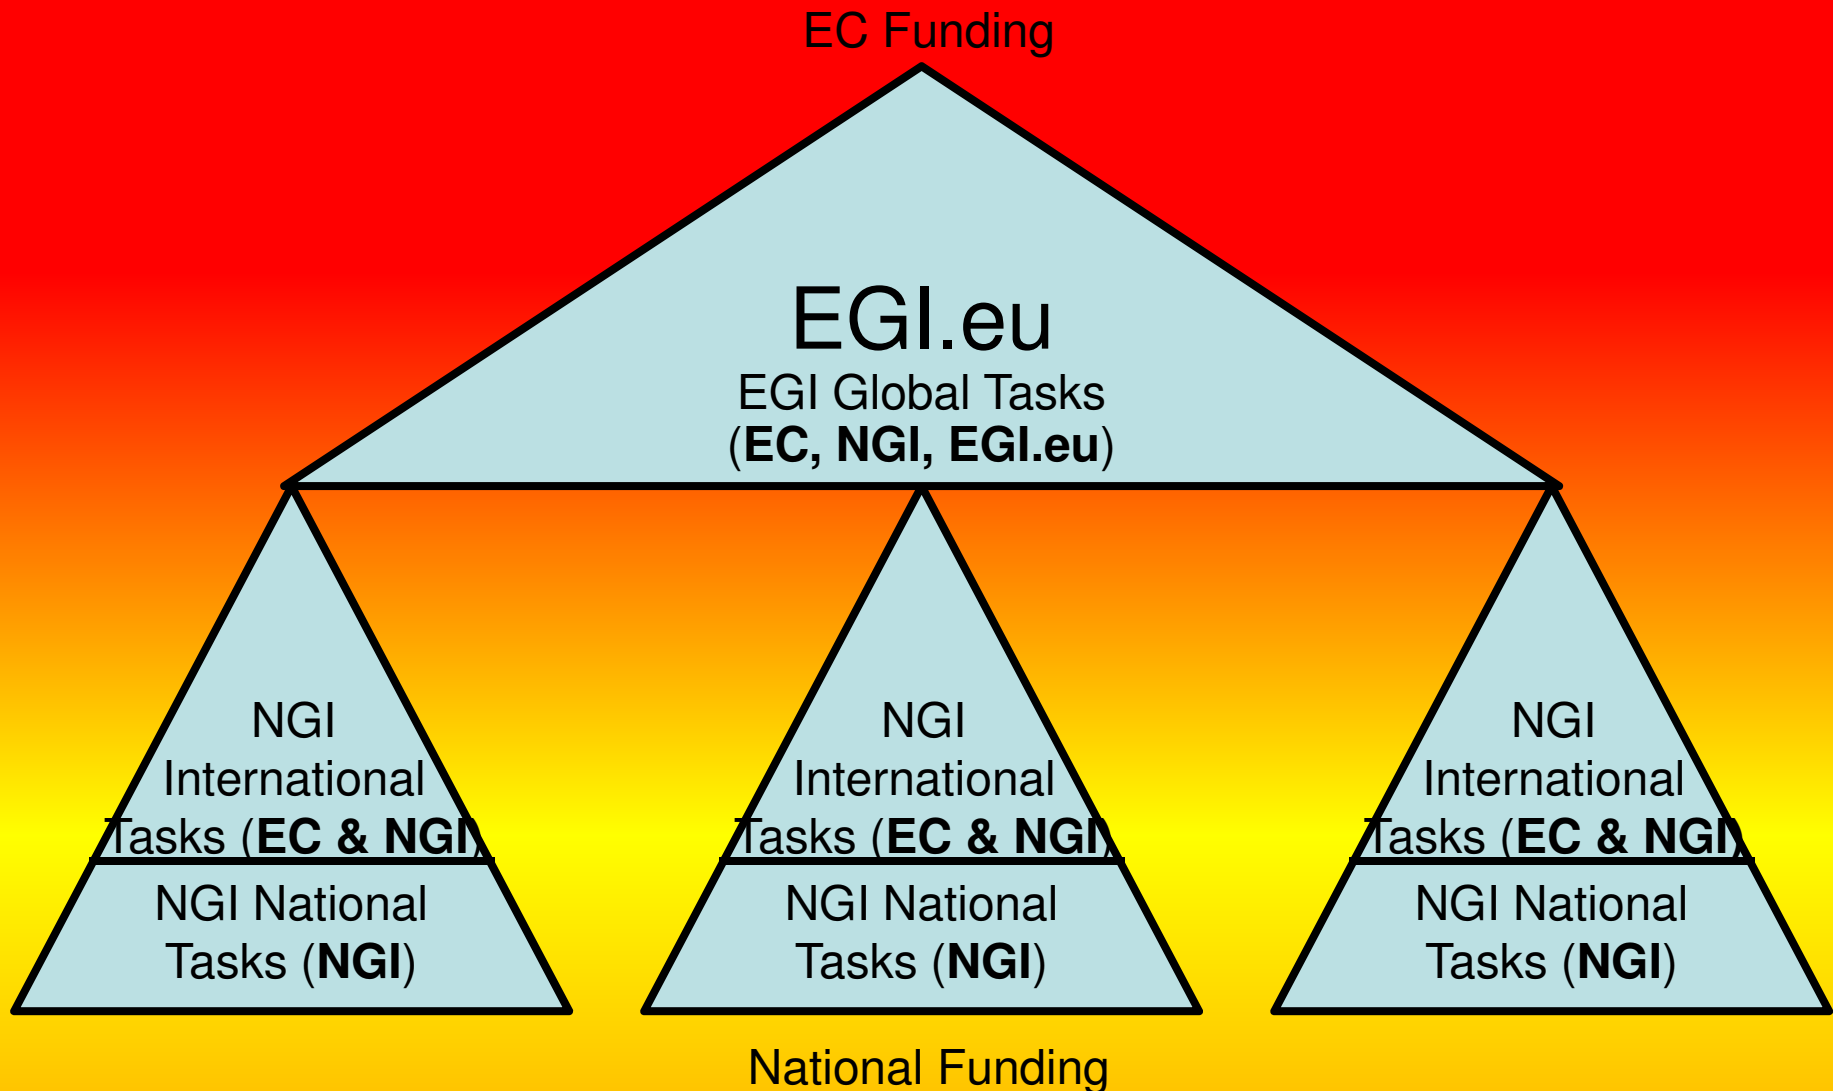 EC Funding
EGI.eu
EGI Global Tasks
(EC, NGI, EGI.eu)
NGI
International
Tasks (EC & NGI)
NGI National
Tasks (NGI)
NGI
International
Tasks (EC & NGI)
NGI National
Tasks (NGI)
NGI
International
Tasks (EC & NGI)
NGI National
Tasks (NGI)
National Funding